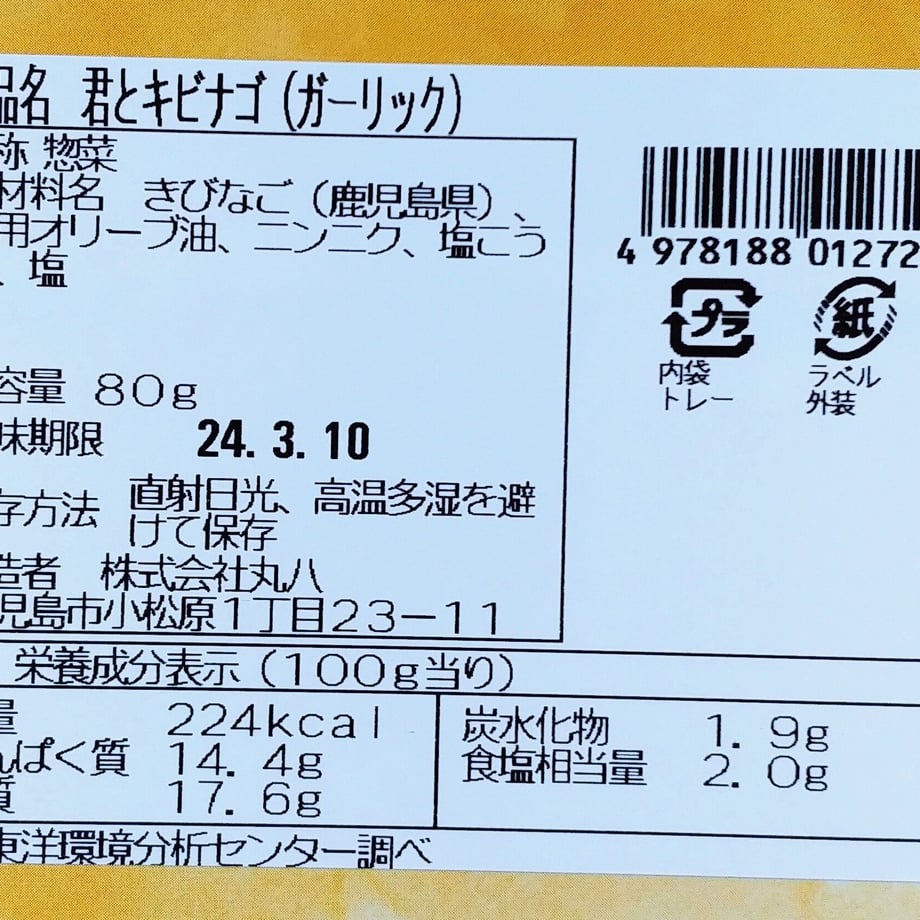 品名 君とキビナゴ(ガーリック)
称 惣菜
材料名 きびなご(鹿児島県)、
用オリーブ油、ニンニク、塩こう
、塩
容量 80g
味期限 24.3.10
存方法 直射日光、高温多湿を避
けて保存
造者 株式会社丸八
児島市小松原1丁目23-11
4 978188 01272
プラ
紙
内袋
トレー
ラベル
外装
栄養成分表示(100g当り)
量 224kcal
んぱく質 14.4g
質 17.6g
炭水化物 1.9g
食塩相当量 2.0g
東洋環境分析センター調べ